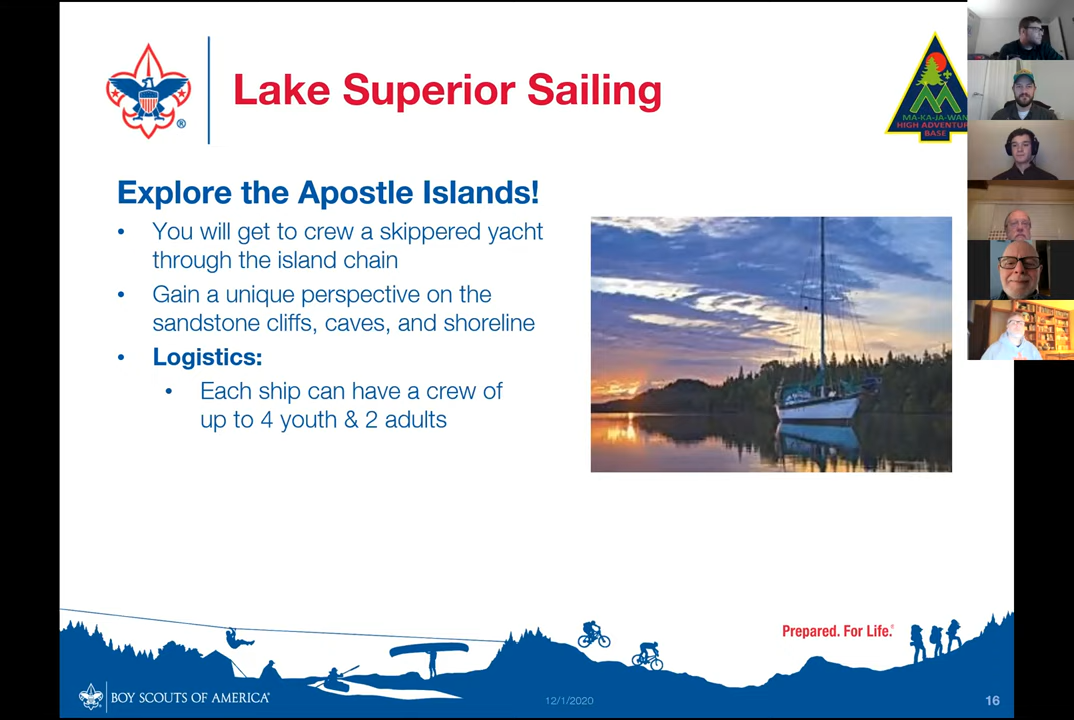 Lake Superior Sailing
MA-KA-JA-WAN
HIGH ADVENTUR
BASE
Explore the Apostle Islands!
• You will get to crew a skippered yacht
through the island chain
• Gain a unique perspective on the
sandstone cliffs, caves, and shoreline
• Logistics:
• Each ship can have a crew of
up to 4 youth & 2 adults
Prepared. For Life.®
BOY SCOUTS OF AMERICA®
12/1/2020
16